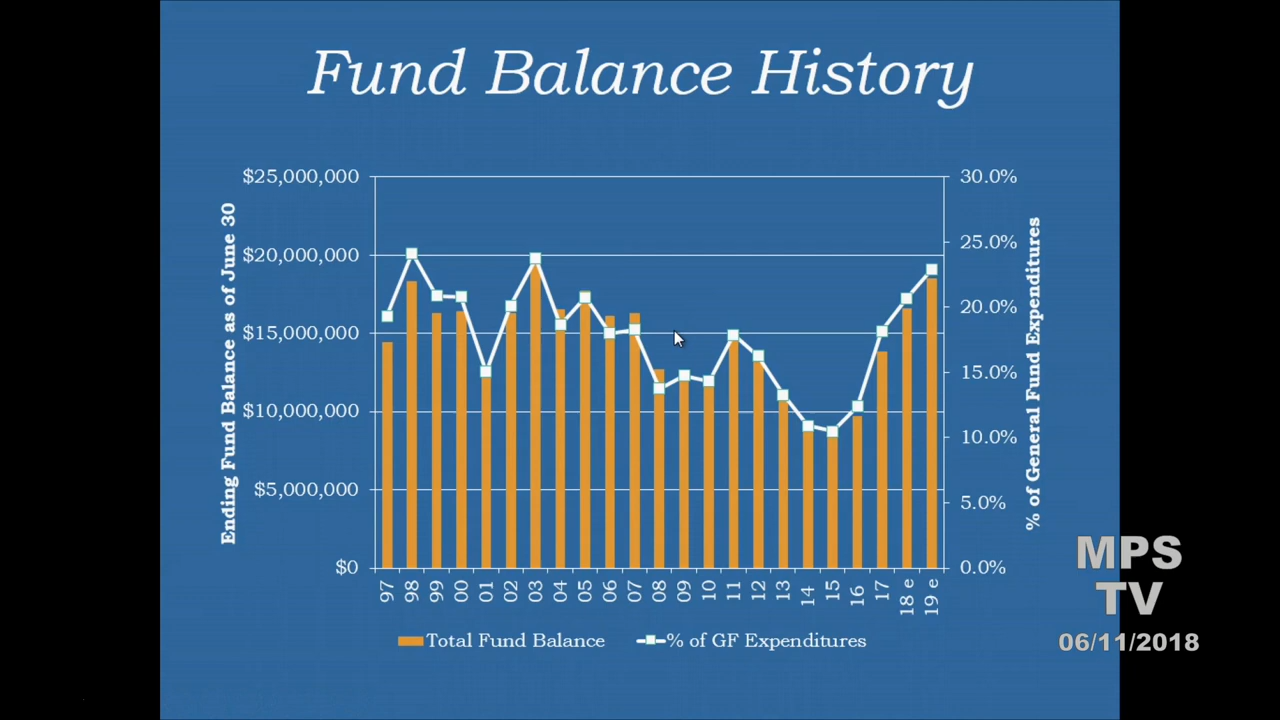 Fund Balance History
Ending Fund Balance as of June 30
$25,000,000
$20,000,000
$15,000,000
$10,000,000
$5,000,000
$0
30.0%
25.0%
20.0%
15.0%
10.0%
5.0%
0.0%
% of General Fund Expenditures
97 98 99 00 01 02 03 04 05 06 07 08 09 10 11 12 13 14 15 16 17 18 e 19 e
Total Fund Balance % of GF Expenditures
MPS
TV
06/11/2018